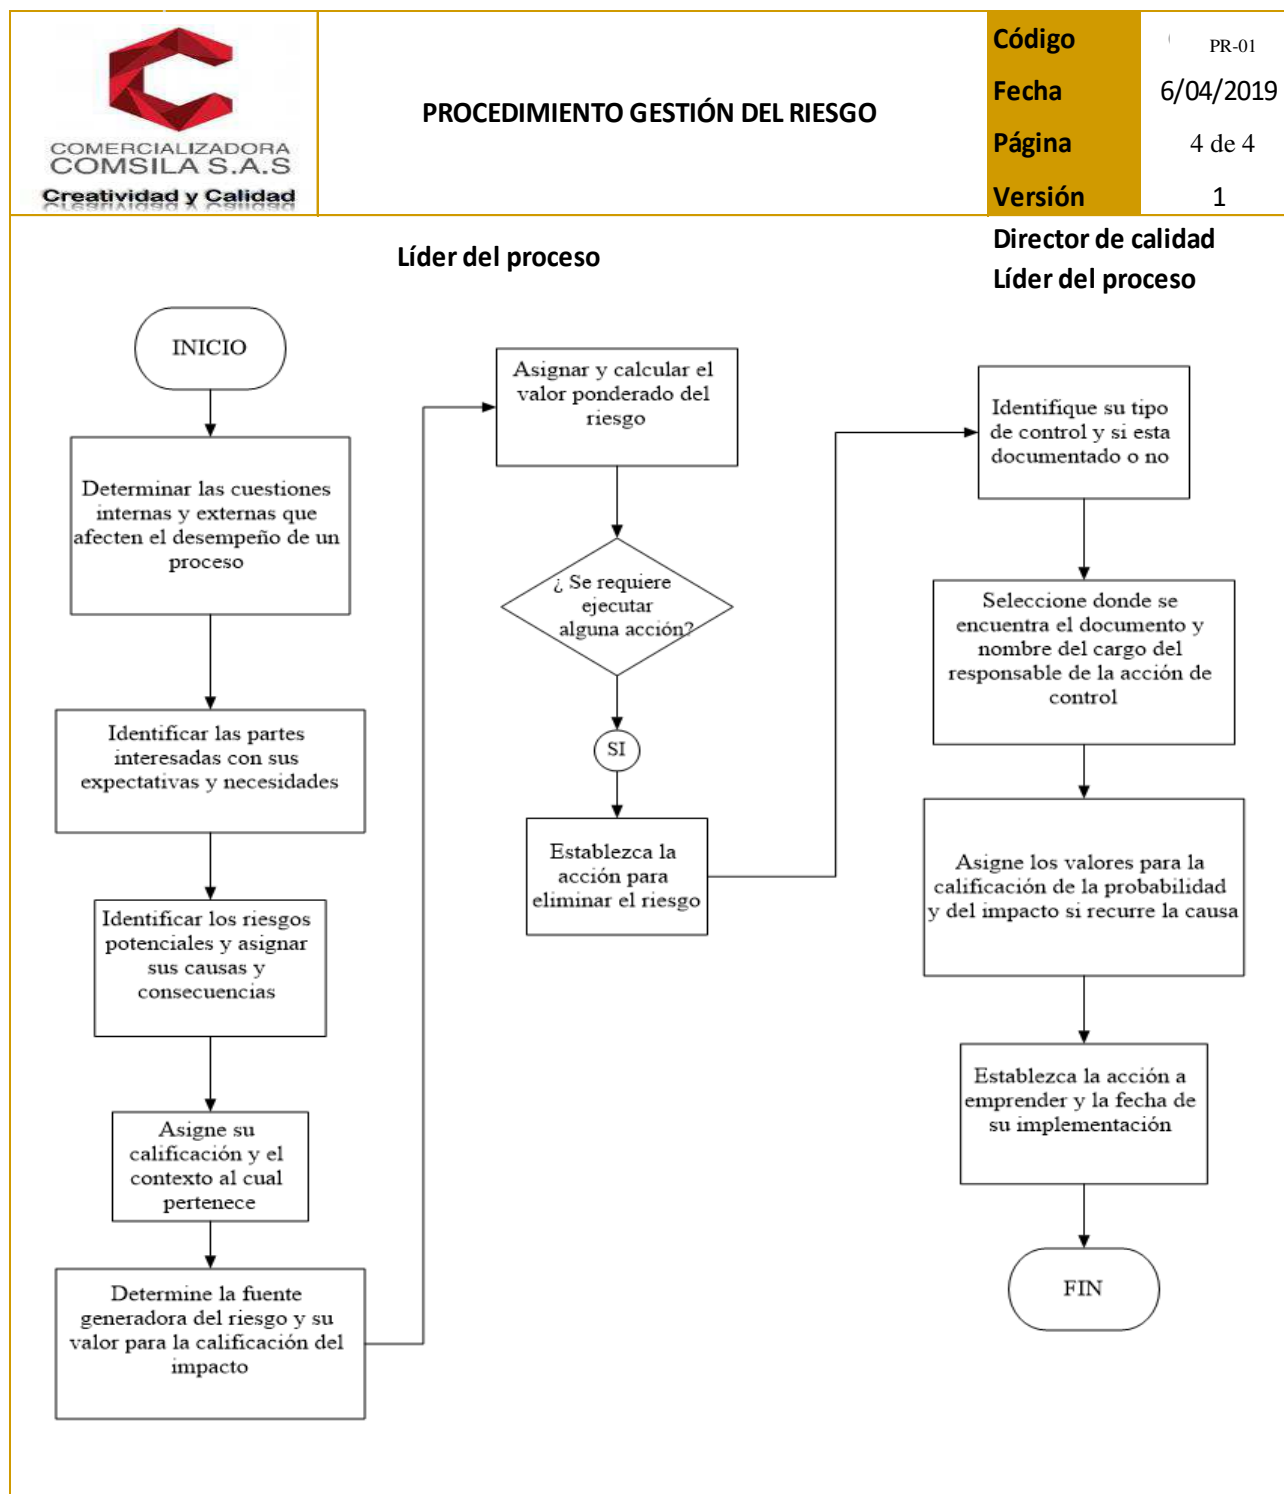 COMERCIALIZADORA
COMSILA S.A.S
Creatividad y Calidad
PROCEDIMIENTO GESTIÓN DEL RIESGO
Código PR-01
Fecha 6/04/2019
Página 4 de 4
Versión 1
Líder del proceso
Director de calidad
Líder del proceso
INICIO
Determinar las cuestiones
internas y externas que
afecten el desempeño de un
proceso
Identificar las partes
interesadas con sus
expectativas y necesidades
Identificar los riesgos
potenciales y asignar
sus causas y
consecuencias
Asigne su
calificación y el
contexto al cual
pertenece
Determine la fuente
generadora del riesgo y su
valor para la calificación del
impacto
Asignar y calcular el
valor ponderado del
riesgo
¿ Se requiere
ejecutar
alguna acción?
SI
Establezca la
acción para
eliminar el riesgo
Identifique su tipo
de control y si esta
documentado o no
Seleccione donde se
encuentra el documento y
nombre del cargo del
responsable de la acción de
control
Asigne los valores para la
calificación de la probabilidad
y del impacto si recurre la causa
Establezca la acción a
emprender y la fecha de
su implementación
FIN